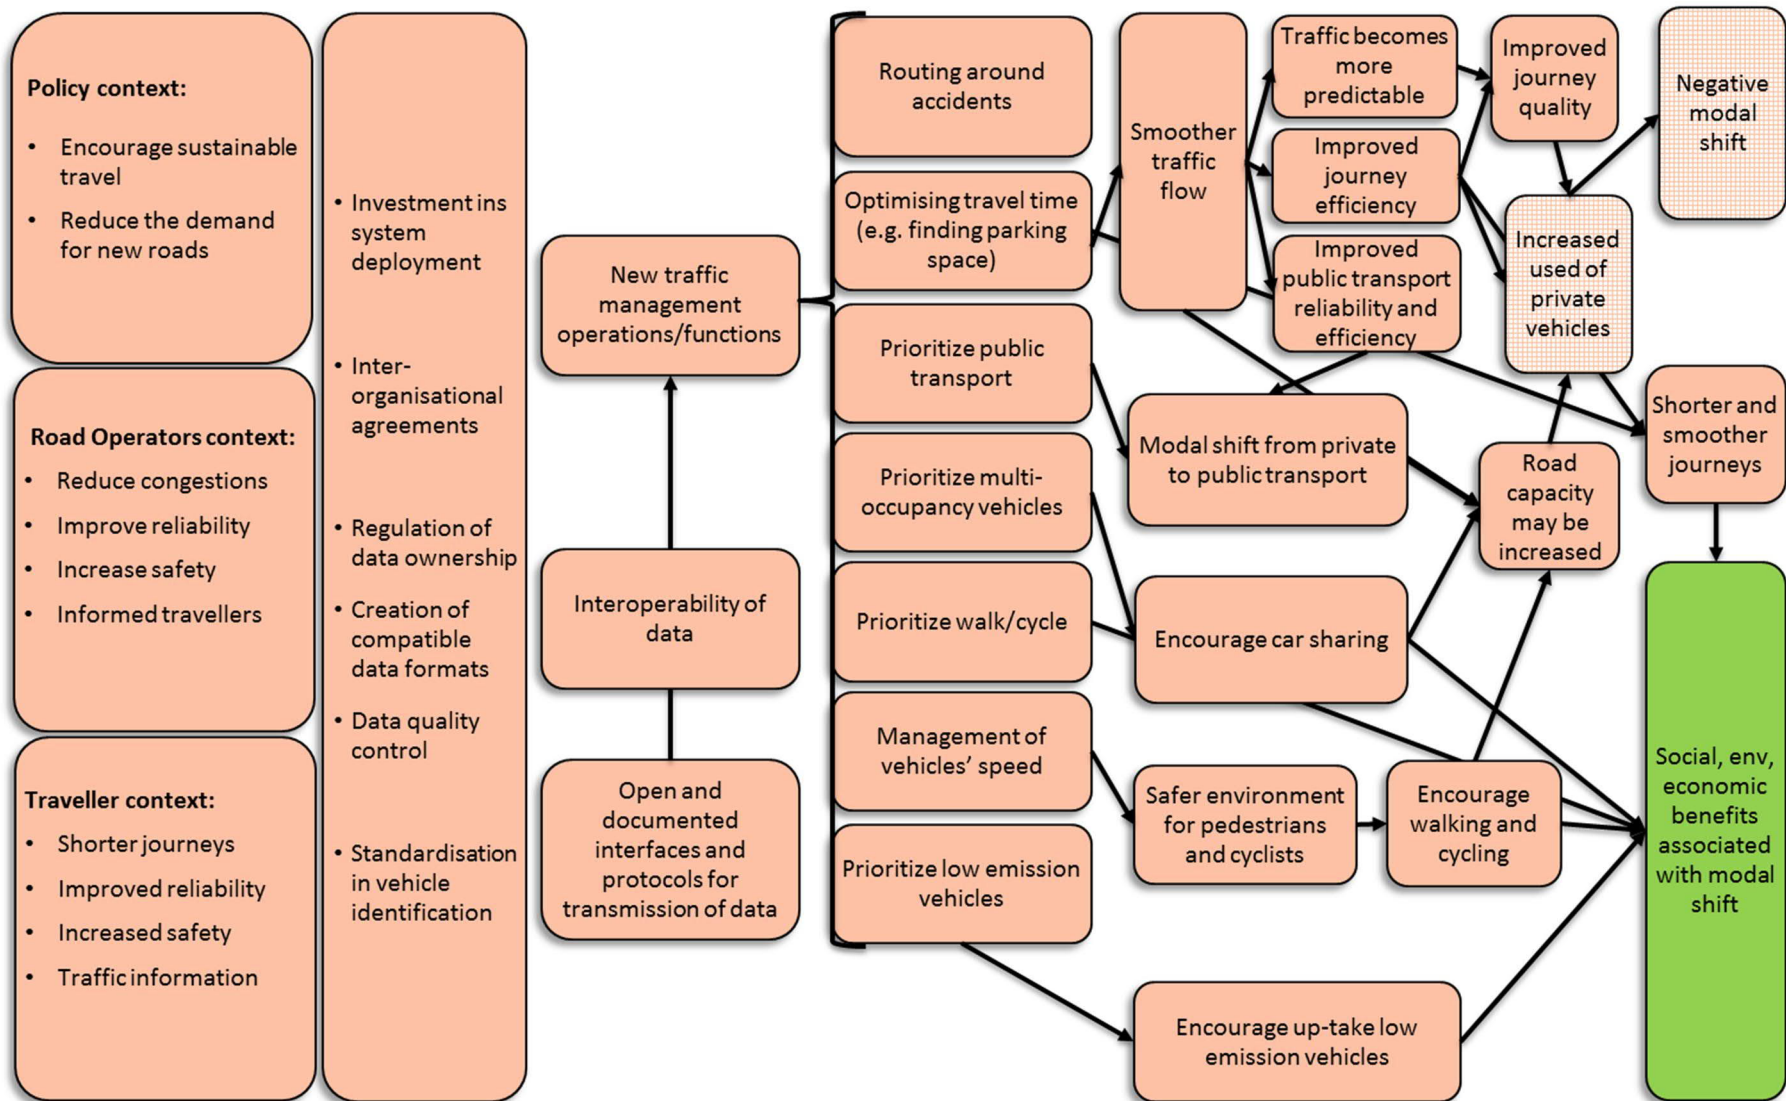 Policy context:
• Encourage sustainable
travel
• Reduce the demand
for new roads
Road Operators context:
• Reduce congestions
• Improve reliability
• Increase safety
• Informed travellers
Traveller context:
• Shorter journeys
• Improved reliability
• Increased safety
• Traffic information
• Investment ins
system
deployment
• Inter-
organisational
agreements
• Regulation of
data ownership
• Creation of
compatible
data formats
• Data quality
control
• Standardisation
in vehicle
identification
New traffic
management
operations/functions
Interoperability of
data
Open and
documented
interfaces and
protocols for
transmission of data
Routing around
accidents
Optimising travel time
(e.g. finding parking
space)
Prioritize public
transport
Prioritize multi-
occupancy vehicles
Prioritize walk/cycle
Management of
vehicles’ speed
Prioritize low emission
vehicles
Smoother
traffic
flow
Traffic becomes
more
predictable
Improved
journey
efficiency
Improved
public transport
reliability and
efficiency
Modal shift from private
to public transport
Encourage car sharing
Safer environment
for pedestrians
and cyclists
Encourage
walking and
cycling
Encourage up-take low
emission vehicles
Improved
journey
quality
Increased
used of
private
vehicles
Road
capacity
may be
increased
Negative
modal
shift
Shorter and
smoother
journeys
Social, env,
economic
benefits
associated
with modal
shift